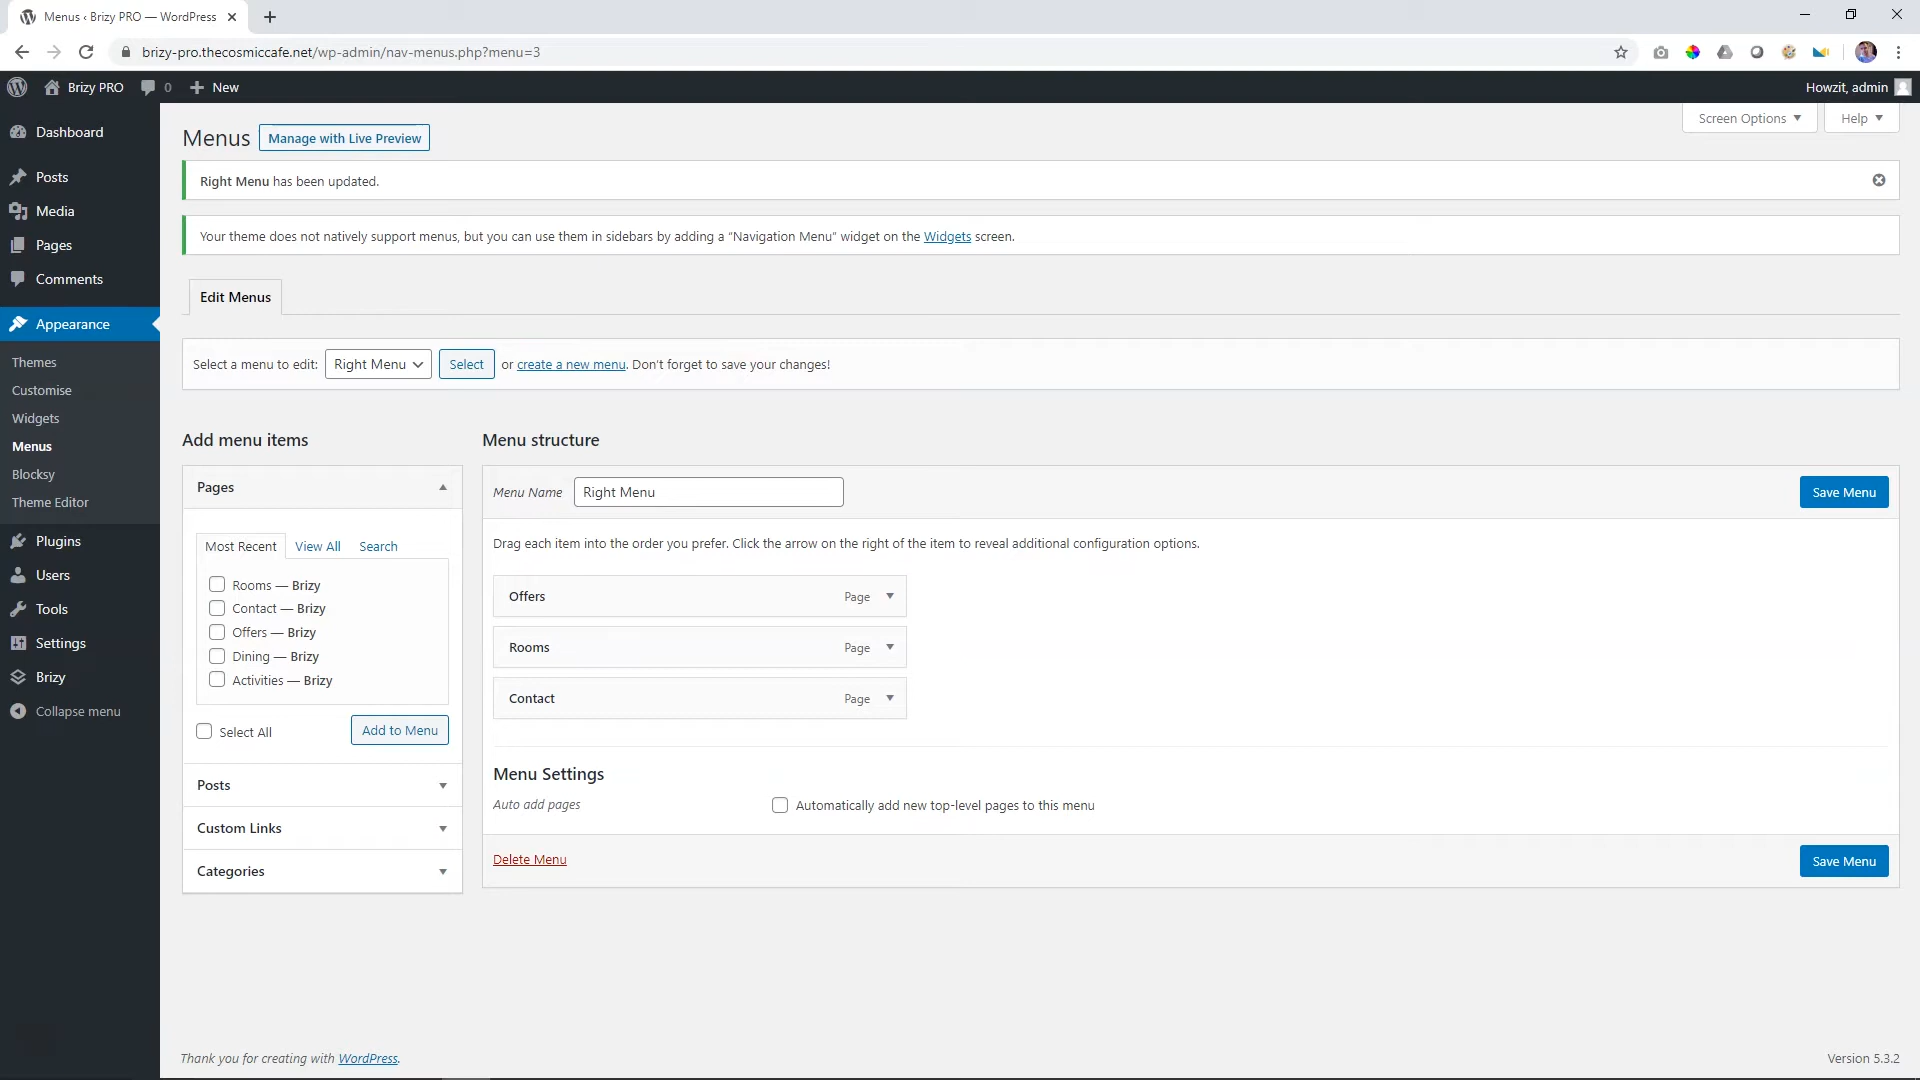 Menus ‹ Brizy PRO — WordPress
brizy-pro.thecosmiccafe.net/wp-admin/nav-menus.php?menu=3
Brizy PRO
0
New
Howzit, admin
Dashboard
Posts
Media
Pages
Comments
Appearance
Themes
Customise
Widgets
Menus
Blocksy
Theme Editor
Plugins
Users
Tools
Settings
Brizy
Collapse menu
Screen Options
Help
Menus
Manage with Live Preview
Right Menu has been updated.
Your theme does not natively support menus, but you can use them in sidebars by adding a “Navigation Menu” widget on the Widgets screen.
Edit Menus
Select a menu to edit: Right Menu Select or create a new menu. Don’t forget to save your changes!
Add menu items
Pages
Most Recent View All Search
Rooms — Brizy
Contact — Brizy
Offers — Brizy
Dining — Brizy
Activities — Brizy
Select All
Add to Menu
Posts
Custom Links
Categories
Menu structure
Menu Name Right Menu
Save Menu
Drag each item into the order you prefer. Click the arrow on the right of the item to reveal additional configuration options.
Offers Page
Rooms Page
Contact Page
Menu Settings
Auto add pages
Automatically add new top-level pages to this menu
Delete Menu
Save Menu
Thank you for creating with WordPress.
Version 5.3.2